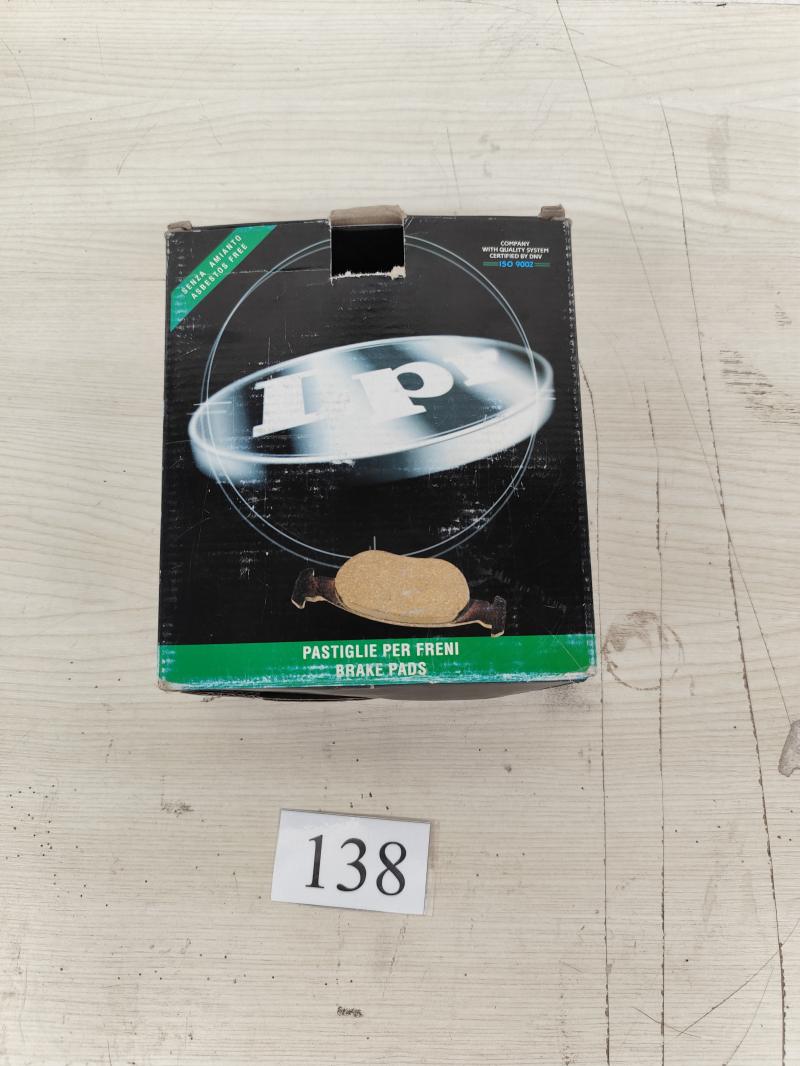 SENZA AMIANTO
ASBESTOS FREE
COMPANY
WITH QUALITY SYSTEM
CERTIFIED BY DNV
ISO 9002
Ipr
PASTIGLIE PER FRENI
BRAKE PADS
138